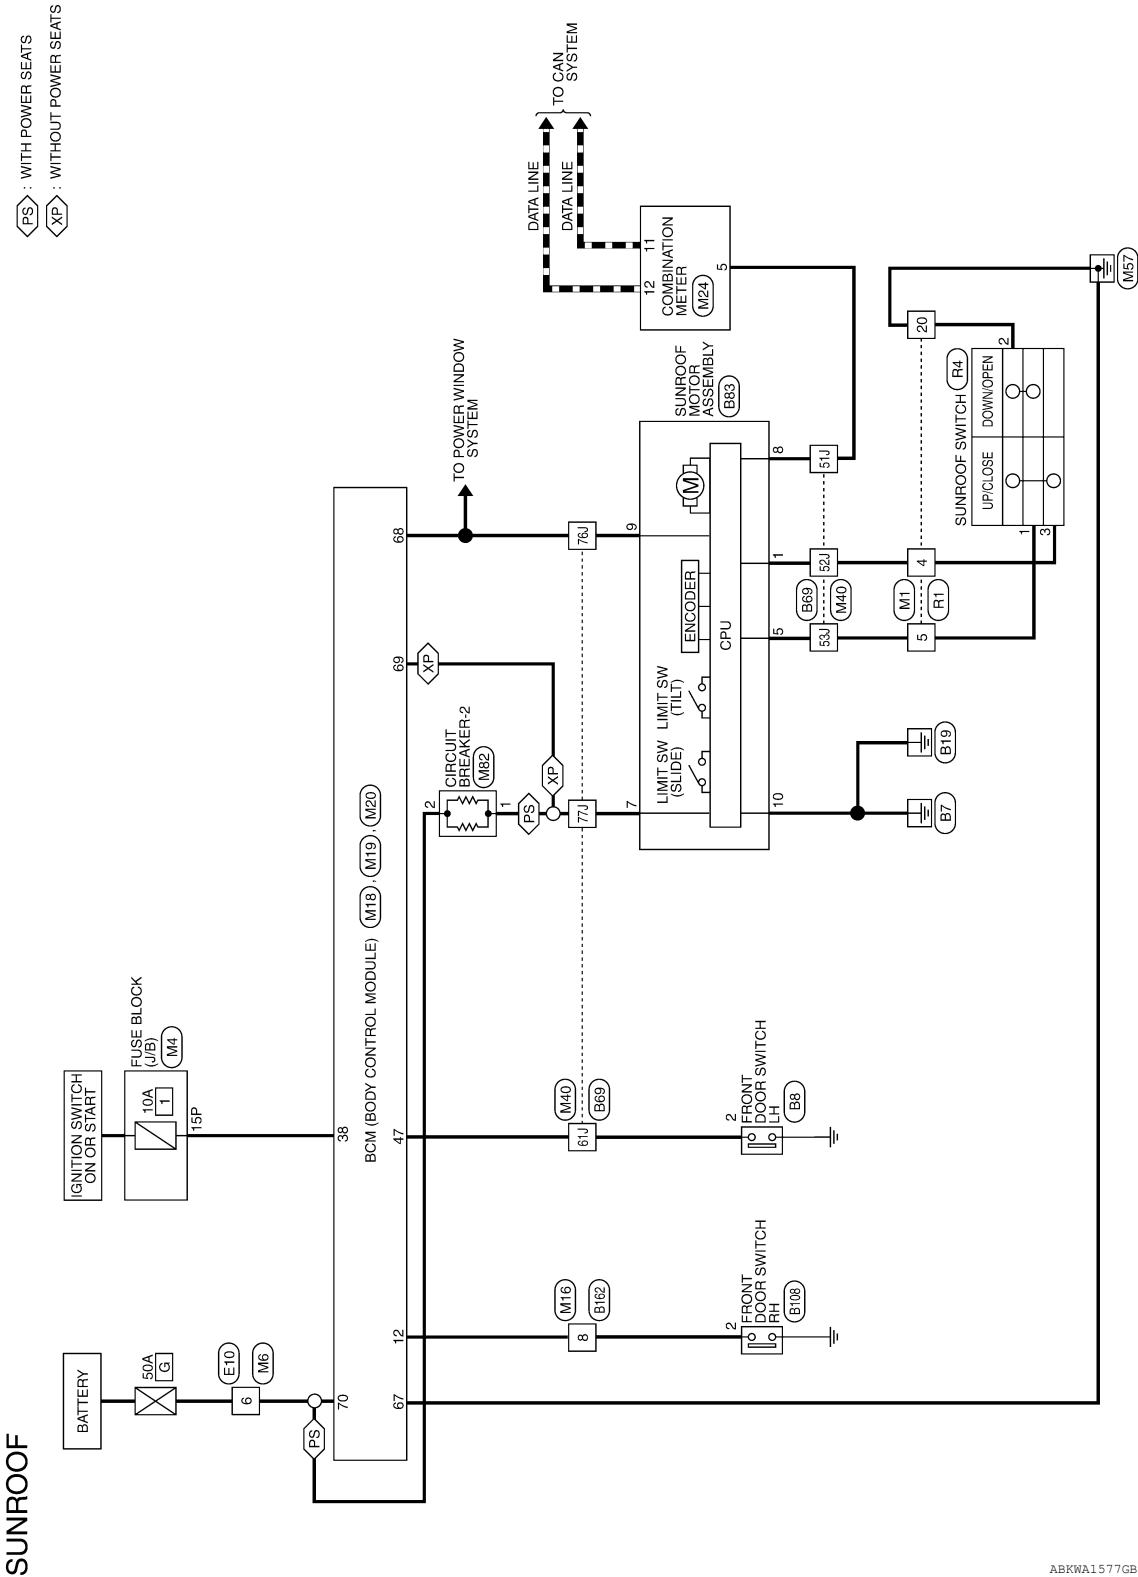 SUNROOF
PS : WITH POWER SEATS
XP : WITHOUT POWER SEATS
BATTERY
50A
G
E10
M6
6
PS
IGNITION SWITCH
ON OR START
FUSE BLOCK
(J/B)
M4
10A
1
15P
70
38
BCM (BODY CONTROL MODULE)
M18 , M19 , M20
67
12
47
69
68
TO POWER WINDOW
SYSTEM
CIRCUIT
BREAKER-2
M82
2
1
PS
XP
XP
M16
B162
8
M40
B69
61J
77J
76J
2
FRONT
DOOR SWITCH
RH
B108
2
FRONT
DOOR SWITCH
LH
B8
7
9
SUNROOF
MOTOR
ASSEMBLY
B83
LIMIT SW
(SLIDE)
LIMIT SW
(TILT)
ENCODER
M
CPU
10
5
1
8
B7
B19
B69
M40
53J
52J
51J
M1
R1
5
4
20
TO CAN
SYSTEM
DATA LINE
DATA LINE
12
11
COMBINATION
METER
M24
5
SUNROOF SWITCH
R4
UP/CLOSE
DOWN/OPEN
1
3
2
M57
ABKWA1577GB